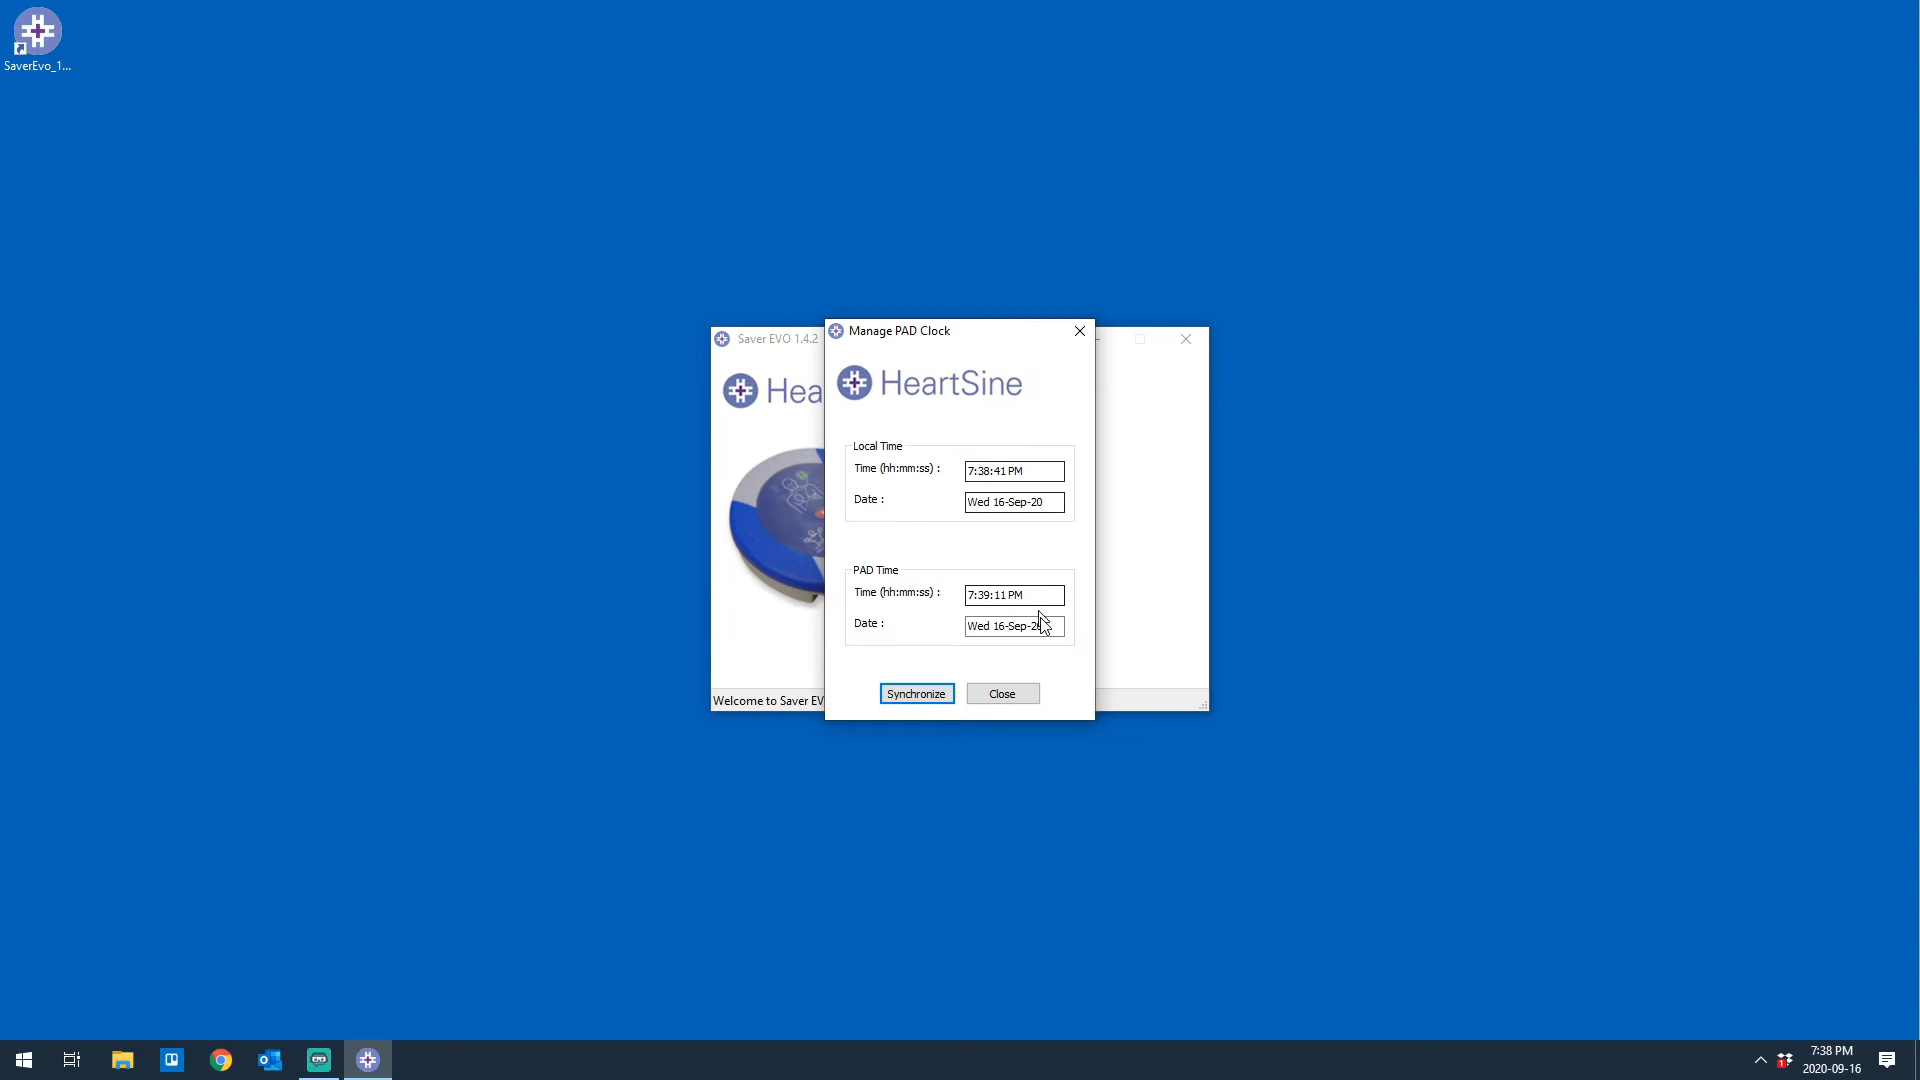 SaverEvo_1...
Saver EVO 1.4.2
Hea
Welcome to Saver EV
Manage PAD Clock
HeartSine
Local Time
Time (hh:mm:ss) : 7:38:41 PM
Date : Wed 16-Sep-20
PAD Time
Time (hh:mm:ss) : 7:39:11 PM
Date : Wed 16-Sep-20
Synchronize Close
7:38 PM
2020-09-16